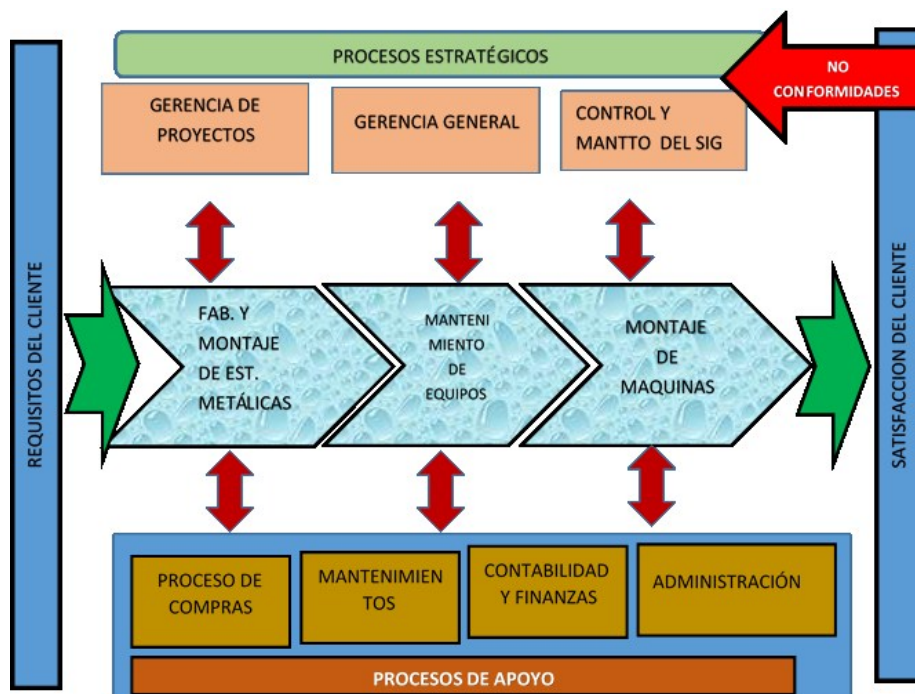 PROCESOS ESTRATÉGICOS
NO
CONFORMIDADES
GERENCIA DE
PROYECTOS
GERENCIA GENERAL
CONTROL Y
MANTTO DEL SIG
REQUISITOS DEL CLIENTE
FAB. Y
MONTAJE
DE EST.
METÁLICAS
MANTENI
MIENTO
DE
EQUIPOS
MONTAJE
DE
MAQUINAS
SATISFACCION DEL CLIENTE
PROCESO DE
COMPRAS
MANTENIMIEN
TOS
CONTABILIDAD
Y FINANZAS
ADMINISTRACIÓN
PROCESOS DE APOYO